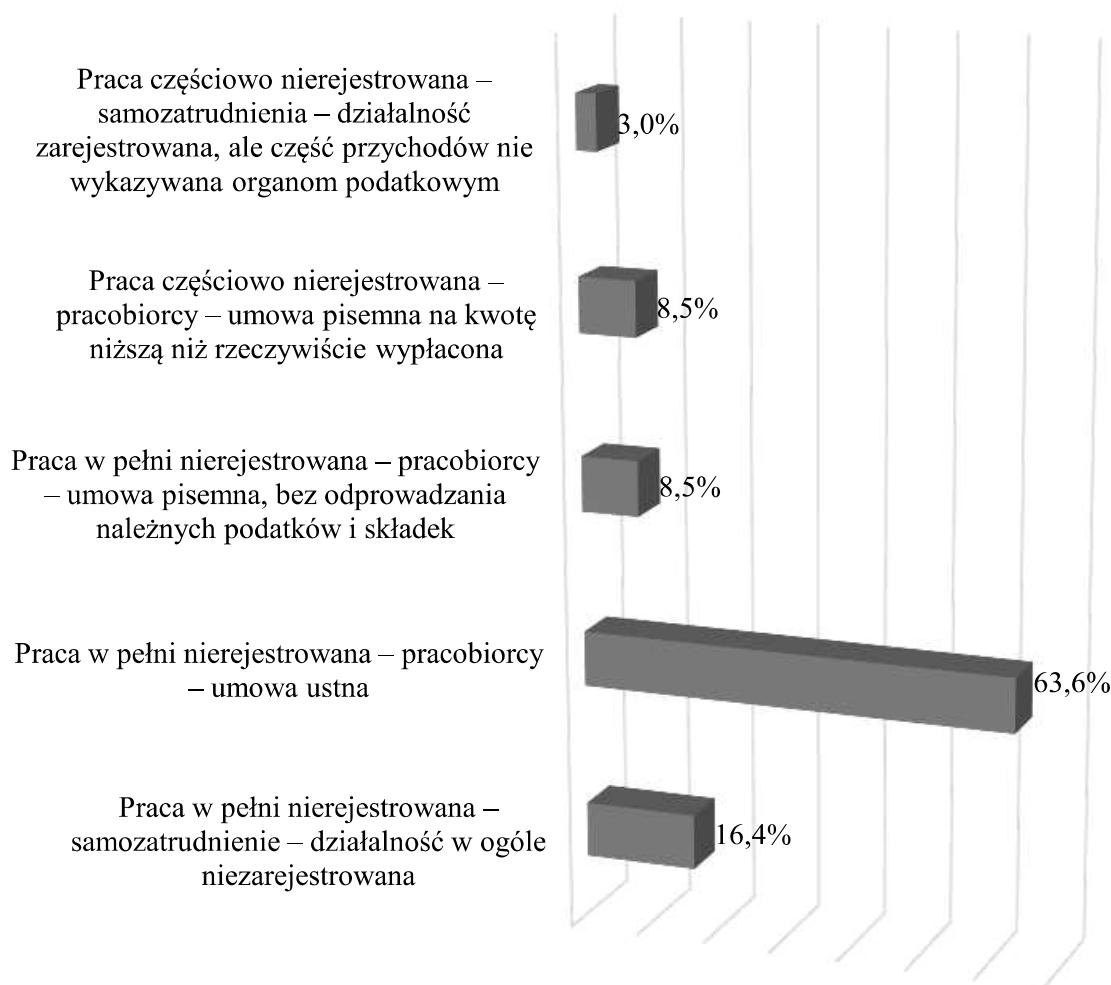 Praca częściowo nierejestrowana –
samozatrudnienia – działalność
zarejestrowana, ale część przychodów nie
wykazywana organom podatkowym
3,0%
Praca częściowo nierejestrowana –
pracobiorcy – umowa pisemna na kwotę
niższą niż rzeczywiście wypłacona
8,5%
Praca w pełni nierejestrowana – pracobiorcy
– umowa pisemna, bez odprowadzania
należnych podatków i składek
8,5%
Praca w pełni nierejestrowana – pracobiorcy
– umowa ustna
63,6%
Praca w pełni nierejestrowana –
samozatrudnienie – działalność w ogóle
niezarejestrowana
16,4%